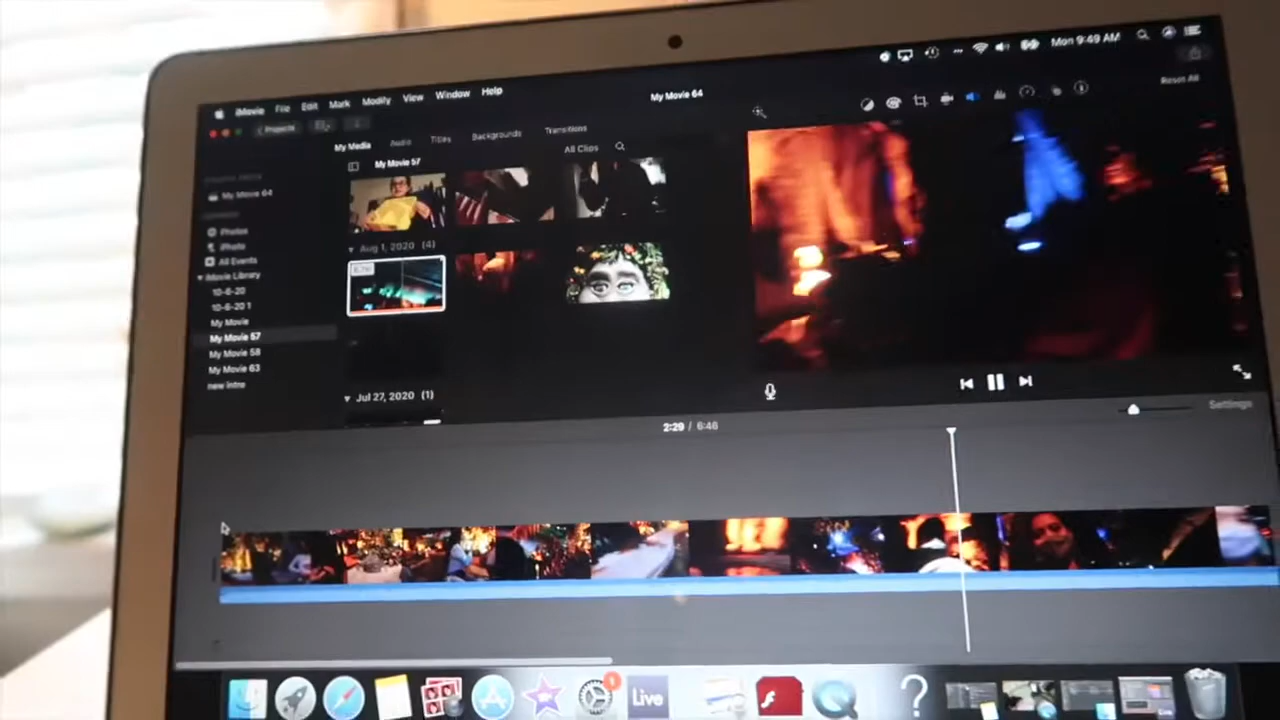 iMovie File Edit Mark Modify View Window Help
Mon 9:49 AM
Projects
My Movie 64
Reset All
My Media Audio Titles Backgrounds Transitions
My Movie 57
All Clips
My Movie 64
Photos
iPhoto
All Events
iMovie Library
10-6-20
10-6-20 1
My Movie
My Movie 57
My Movie 58
My Movie 63
new intro
Aug 1, 2020 (4)
Jul 27, 2020 (1)
2:29 / 6:46
Settings
1
Live
?